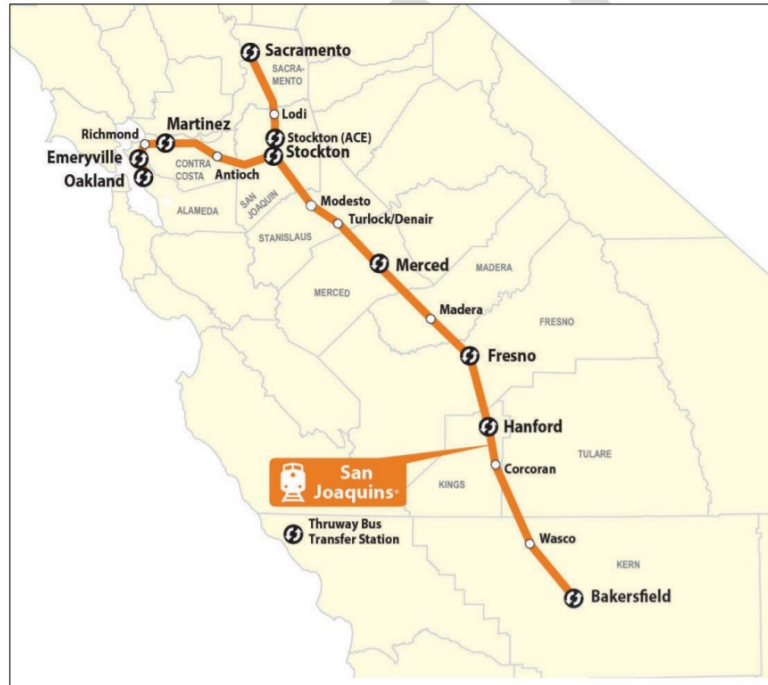 Sacramento
SACRA-
MENTO
Lodi
Richmond
Martinez
Stockton (ACE)
Emeryville
Stockton
CONTRA
COSTA
Antioch
Oakland
SAN
JOAQUIN
ALAMEDA
Modesto
Turlock/Denair
STANISLAUS
Merced
MADERA
MERCED
Madera
FRESNO
Fresno
Hanford
TULARE
San
Joaquins®
Corcoran
KINGS
Thruway Bus
Transfer Station
Wasco
KERN
Bakersfield